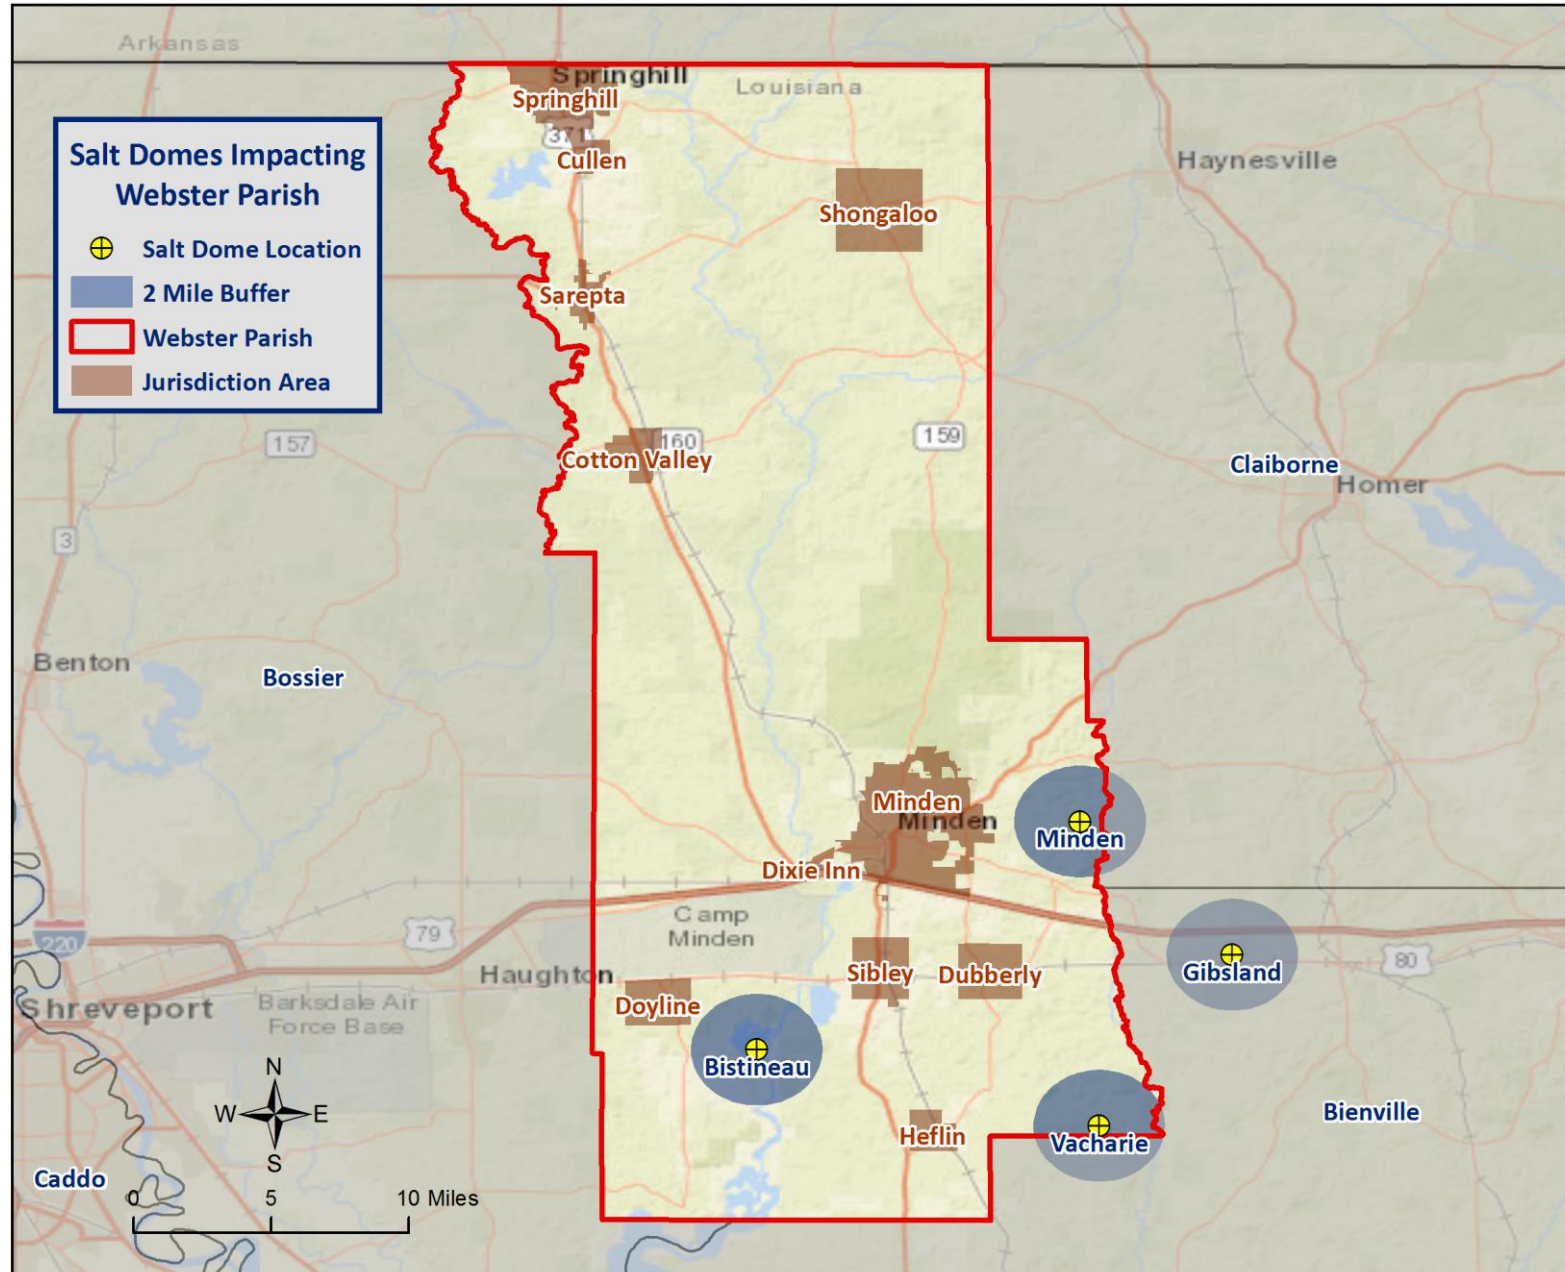 Arkansas
Springhill
Louisiana
Springhill
371
Cullen
Haynesville
Salt Domes Impacting
Webster Parish
Salt Dome Location
2 Mile Buffer
Webster Parish
Jurisdiction Area
Shongaloo
Sarepta
157
160
159
Cotton Valley
Claiborne
Homer
3
Benton
Bossier
Minden
Minden
Minden
Dixie Inn
Camp
Minden
79
220
Haughton
Sibley
Dubberly
Gibsland
80
Shreveport
Barksdale Air
Force Base
Doyline
Bistineau
N
W
E
S
Heflin
Vacharie
Bienville
Caddo
0 5 10 Miles